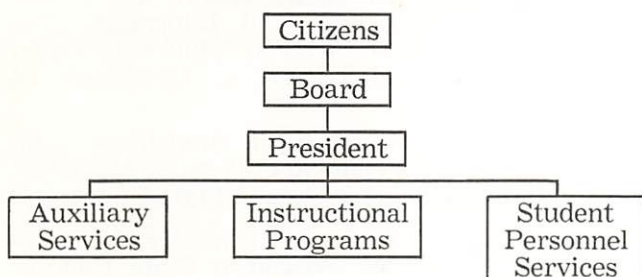 Citizens
Board
President
Auxiliary
Services
Instructional
Programs
Student
Personnel
Services